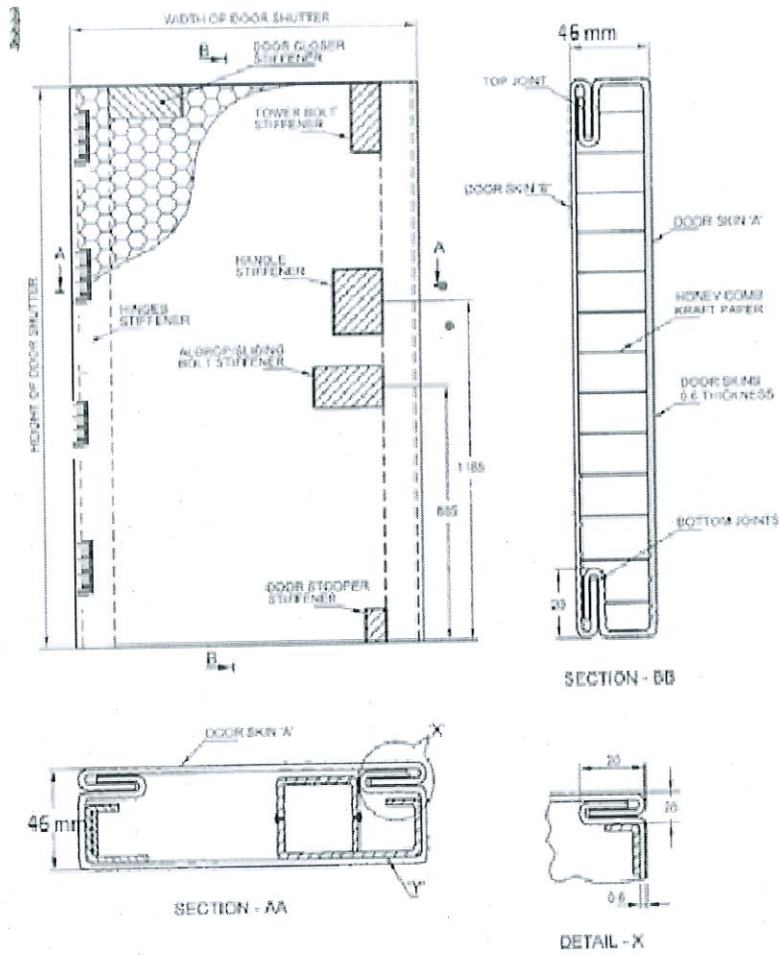 WIDTH OF DOOR SHUTTER
B
DOOR CLOSER
STIFFENER
TOWER BOLT
STIFFENER
A
A
HANDLE
STIFFENER
HINGES
STIFFENER
ALDROP/SLIDING
BOLT STIFFENER
HEIGHT OF DOOR SHUTTER
1185
885
DOOR STOOPER
STIFFENER
B
46 mm
TOP JOINT
DOOR SKIN 'B'
DOOR SKIN 'A'
HONEY COMB
KRAFT PAPER
DOOR SKINS
0.6 THICKNESS
BOTTOM JOINTS
20
SECTION - BB
DOOR SKIN 'A'
'X'
46 mm
'Y'
SECTION - AA
20
0.6
DETAIL - X